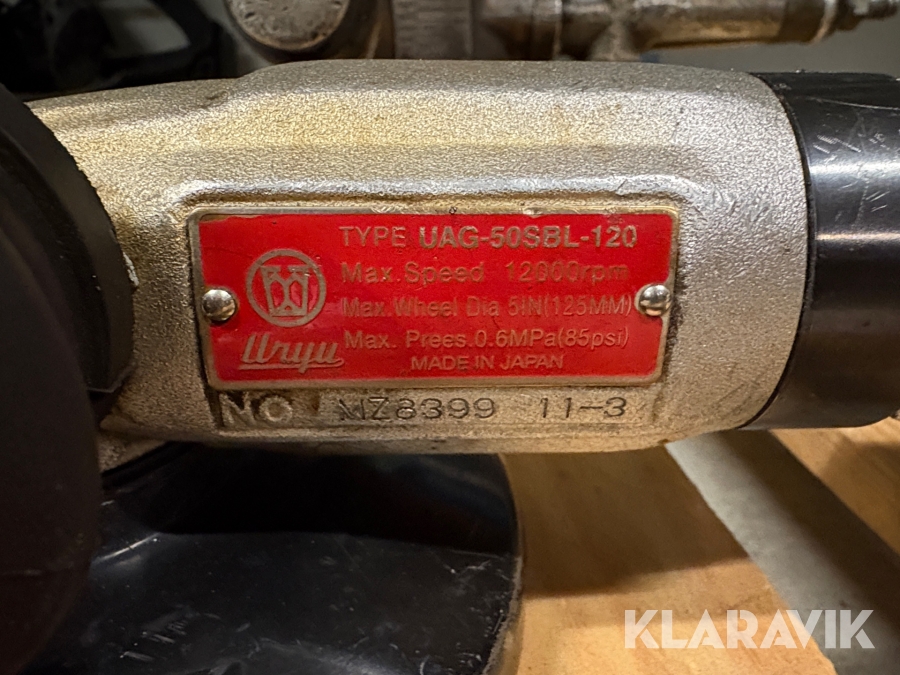 TYPE UAG-50SBL-120
Max. Speed 12000rpm
Max. Wheel Dia 5IN(125MM)
Uryu
Max. Prees. 0.6MPa(85psi)
MADE IN JAPAN
NO MZ8399 11-3
KLARAVIK